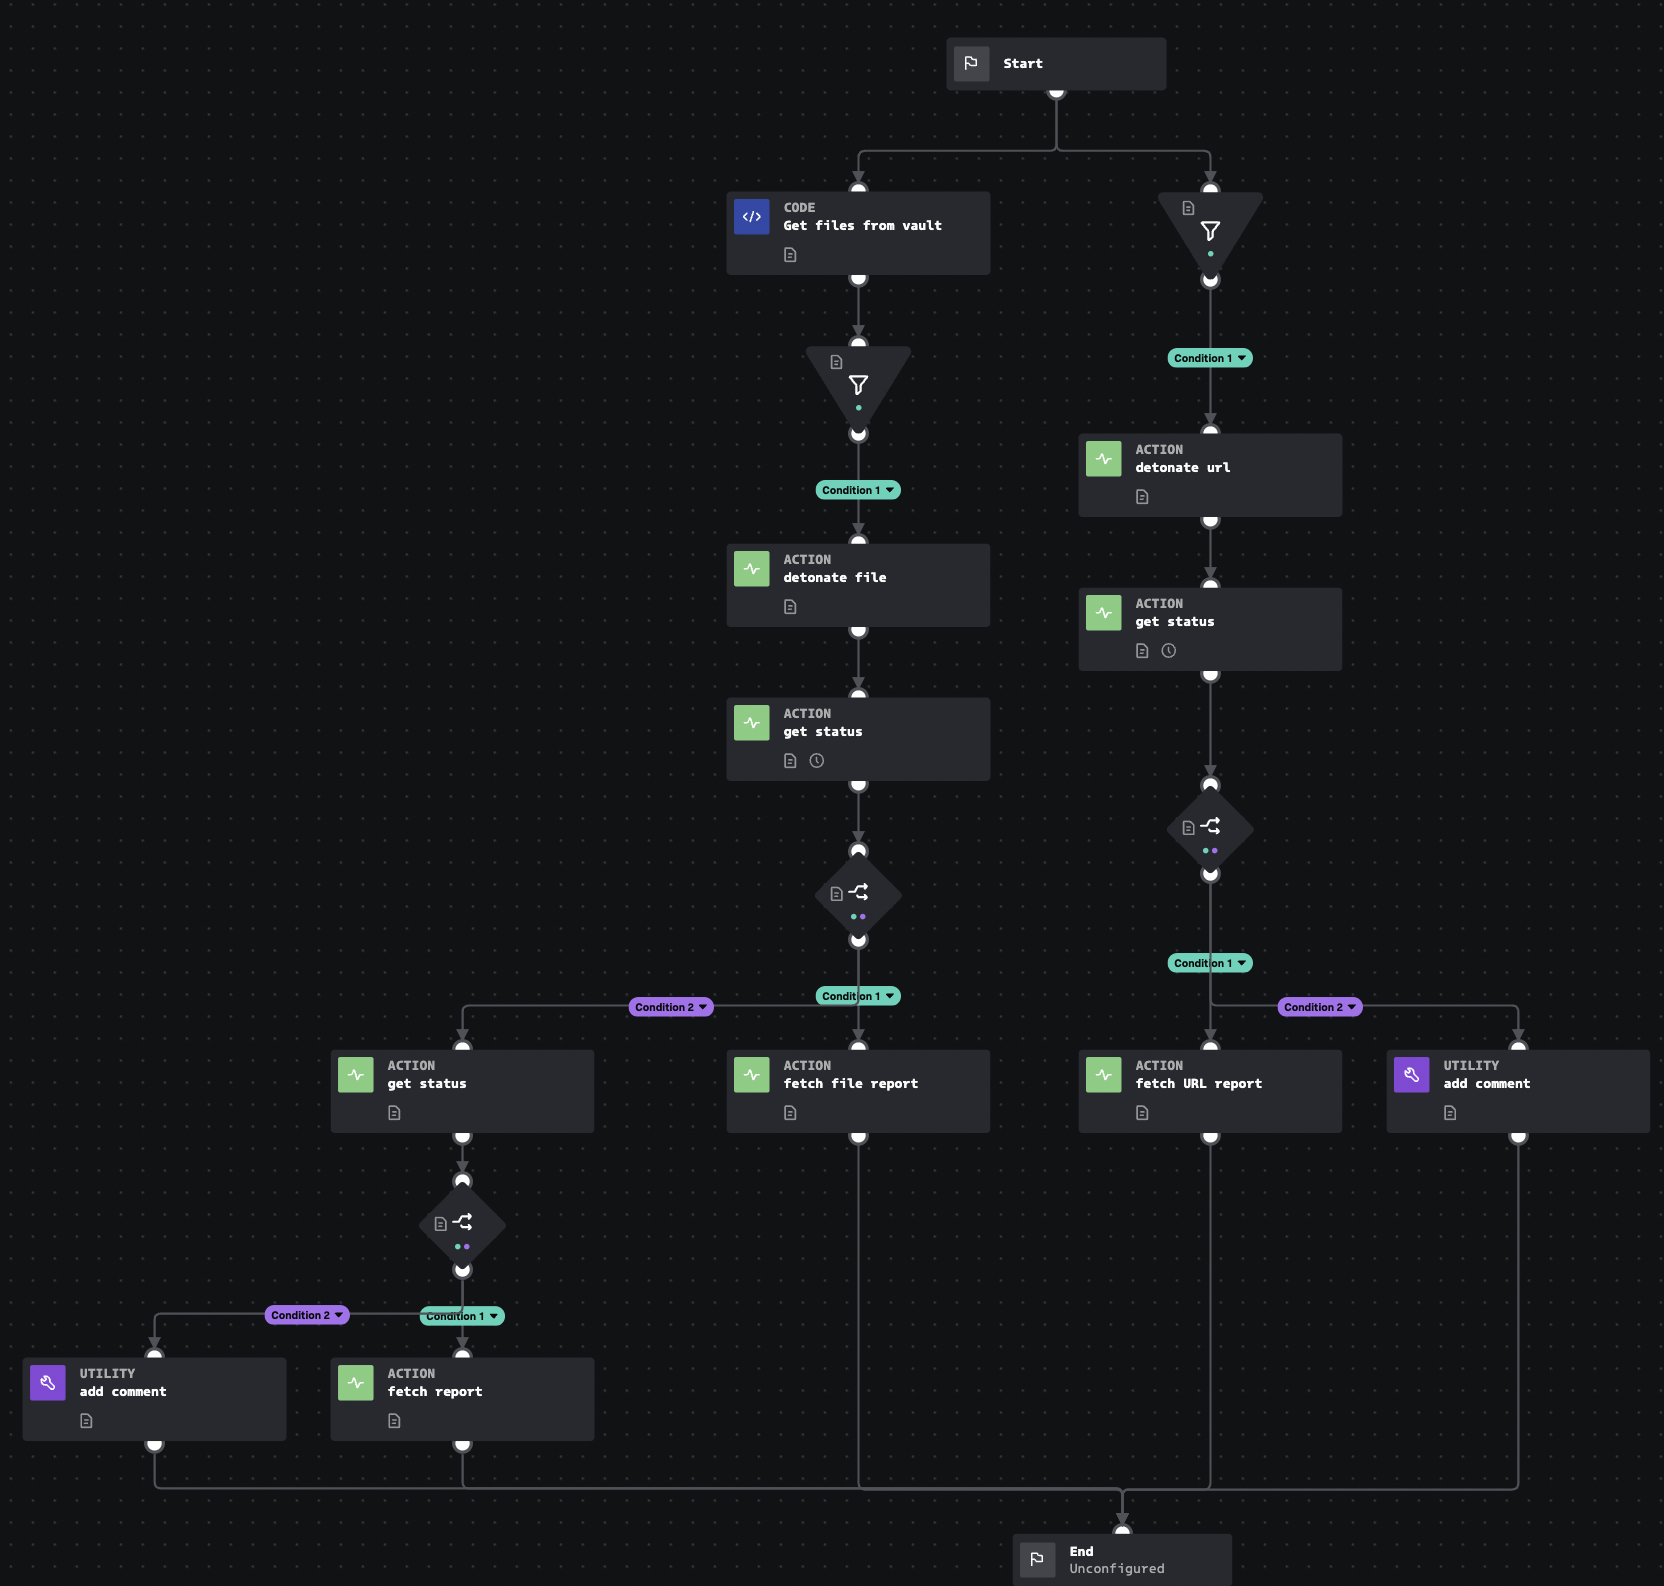 Start
CODE
Get files from vault
Condition 1
ACTION
detonate url
Condition 1
ACTION
detonate file
ACTION
get status
ACTION
get status
Condition 1
Condition 1
Condition 2
Condition 2
ACTION
get status
ACTION
fetch file report
ACTION
fetch URL report
UTILITY
add comment
Condition 2
Condition 1
UTILITY
add comment
ACTION
fetch report
End
Unconfigured